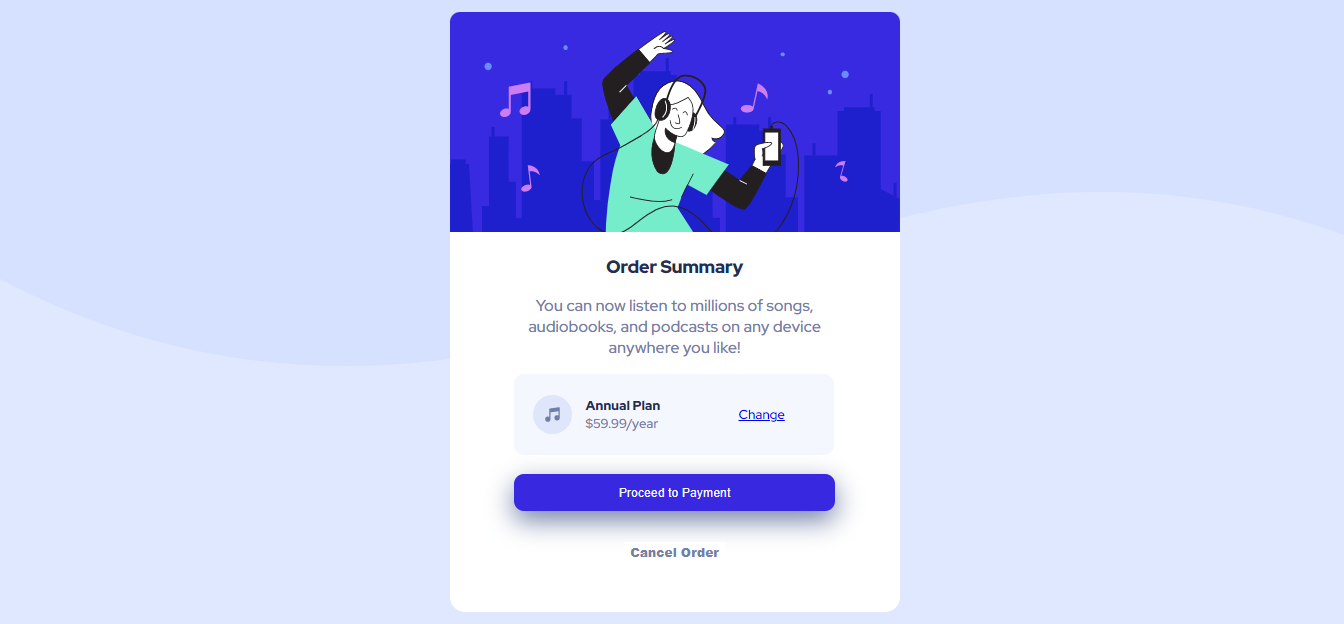 Order Summary
You can now listen to millions of songs,
audiobooks, and podcasts on any device
anywhere you like!
Annual Plan
$59.99/year
Change
Proceed to Payment
Cancel Order